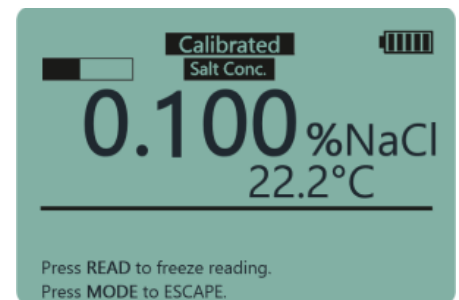 Calibrated
Salt Conc.
0.100 %NaCl
22.2°C
Press READ to freeze reading.
Press MODE to ESCAPE.